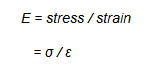 E = stress / strain
= σ / ε